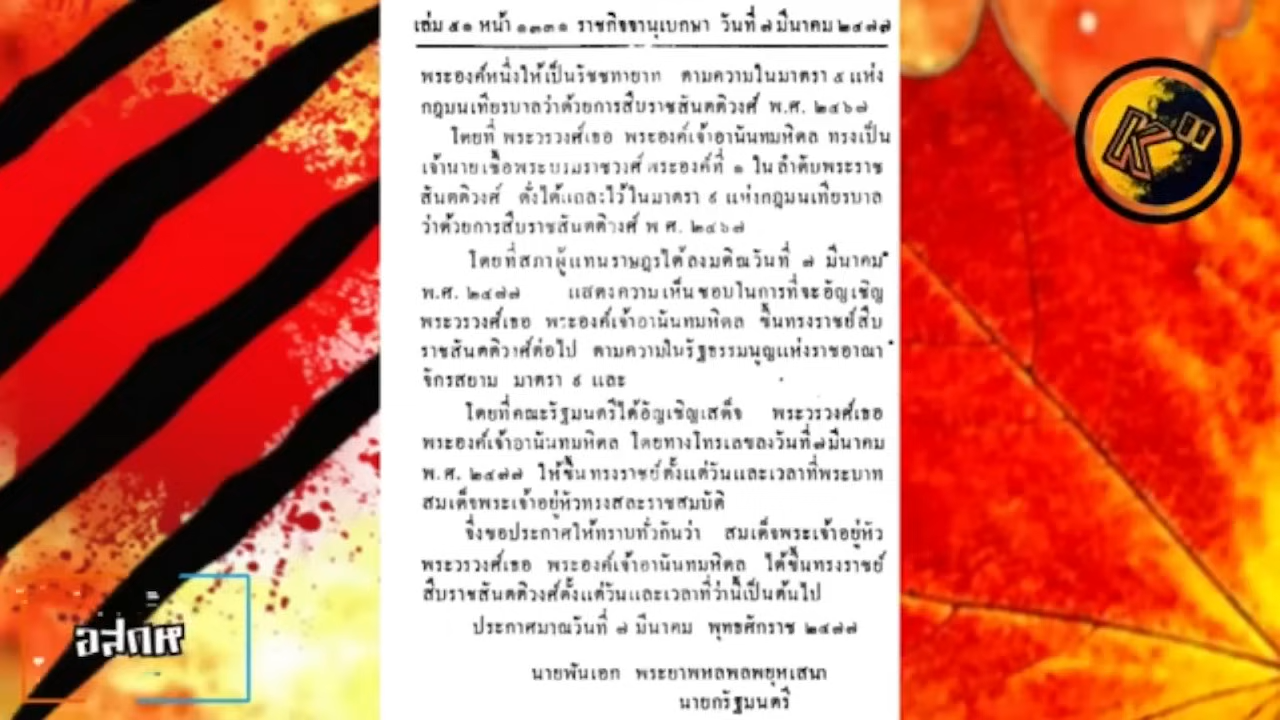 เล่ม ๕๑ หน้า ๑๓๓๑ ราชกิจจานุเบกษา วันที่ ๗ มีนาคม ๒๔๗๗
พระองค์หนึ่งให้เป็นรัชชทายาท ตามความในมาตรา ๕ แห่ง
กฎมนเทียรบาลว่าด้วยการสืบราชสันตติวงศ์ พ.ศ. ๒๔๖๗
โดยที่ พระวรวงศ์เธอ พระองค์เจ้าอานันทมหิดล ทรงเป็น
เจ้านายเชื้อพระบรมราชวงศ์ พระองค์ที่ ๑ ในลำดับพระราช
สันตติวงศ์ ดั่งได้แถลงไว้ในมาตรา ๙ แห่งกฎมนเทียรบาล
ว่าด้วยการสืบราชสันตติวงศ์ พ.ศ. ๒๔๖๗
โดยที่สภาผู้แทนราษฎรได้ลงมติณวันที่ ๗ มีนาคม
พ.ศ. ๒๔๗๗ แสดงความเห็นชอบในการที่จะอัญเชิญ
พระวรวงศ์เธอ พระองค์เจ้าอานันทมหิดล ขึ้นทรงราชย์สืบ
ราชสันตติวงศ์ต่อไป ตามความในรัฐธรรมนูญแห่งราชอาณา
จักรสยาม มาตรา ๙ และ
โดยที่คณะรัฐมนตรีได้อัญเชิญเสด็จ พระวรวงศ์เธอ
พระองค์เจ้าอานันทมหิดล โดยทางโทรเลขลงวันที่ ๗ มีนาคม
พ.ศ. ๒๔๗๗ ให้ขึ้นทรงราชย์ตั้งแต่วันและเวลาที่พระบาท
สมเด็จพระเจ้าอยู่หัวทรงสละราชสมบัติ
จึ่งขอประกาศให้ทราบทั่วกันว่า สมเด็จพระเจ้าอยู่หัว
พระวรวงศ์เธอ พระองค์เจ้าอานันทมหิดล ได้ขึ้นทรงราชย์
สืบราชสันตติวงศ์ตั้งแต่วันและเวลาที่ว่านี้เป็นต้นไป
ประกาศมาณวันที่ ๗ มีนาคม พุทธศักราช ๒๔๗๗
นายพันเอก พระยาพหลพลพยุหเสนา
นายกรัฐมนตรี
K"